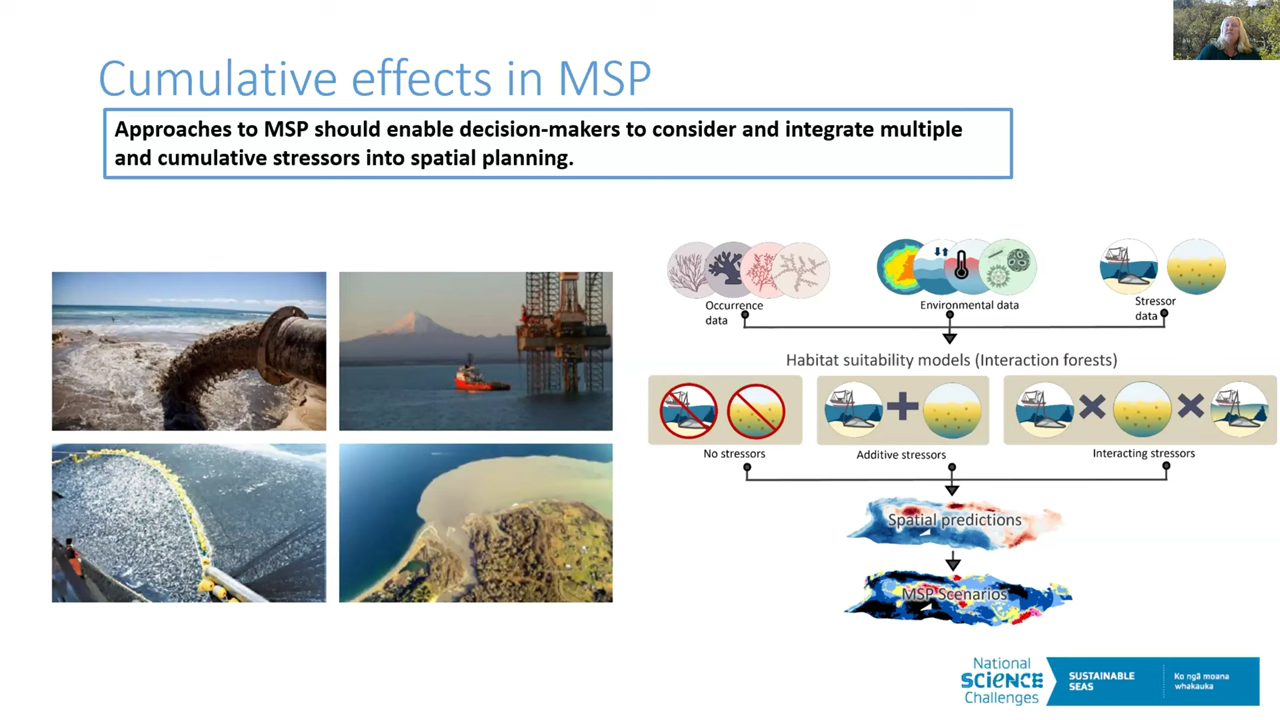 Cumulative effects in MSP
Approaches to MSP should enable decision-makers to consider and integrate multiple
and cumulative stressors into spatial planning.
Occurrence
data
Environmental data
Stressor
data
Habitat suitability models (Interaction forests)
No stressors
Additive stressors
Interacting stressors
Spatial predictions
MSP Scenarios
National
SCIENCE
Challenges
SUSTAINABLE
SEAS
Ko ngā moana
whakauka